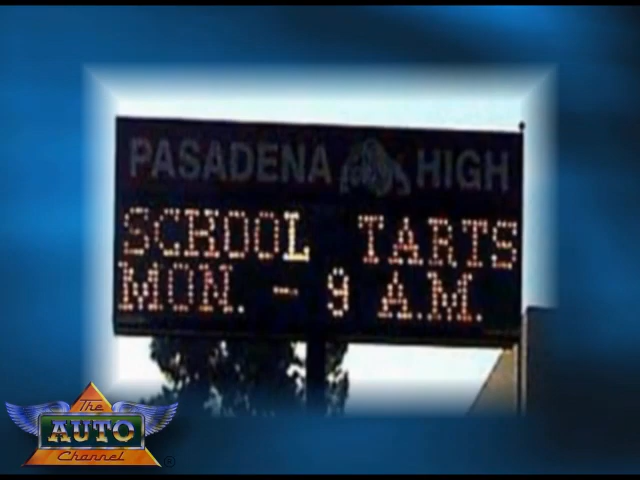 PASADENA HIGH
SCHOOL TARTS
MON. - 9 A.M.
The
AUTO
Channel
®